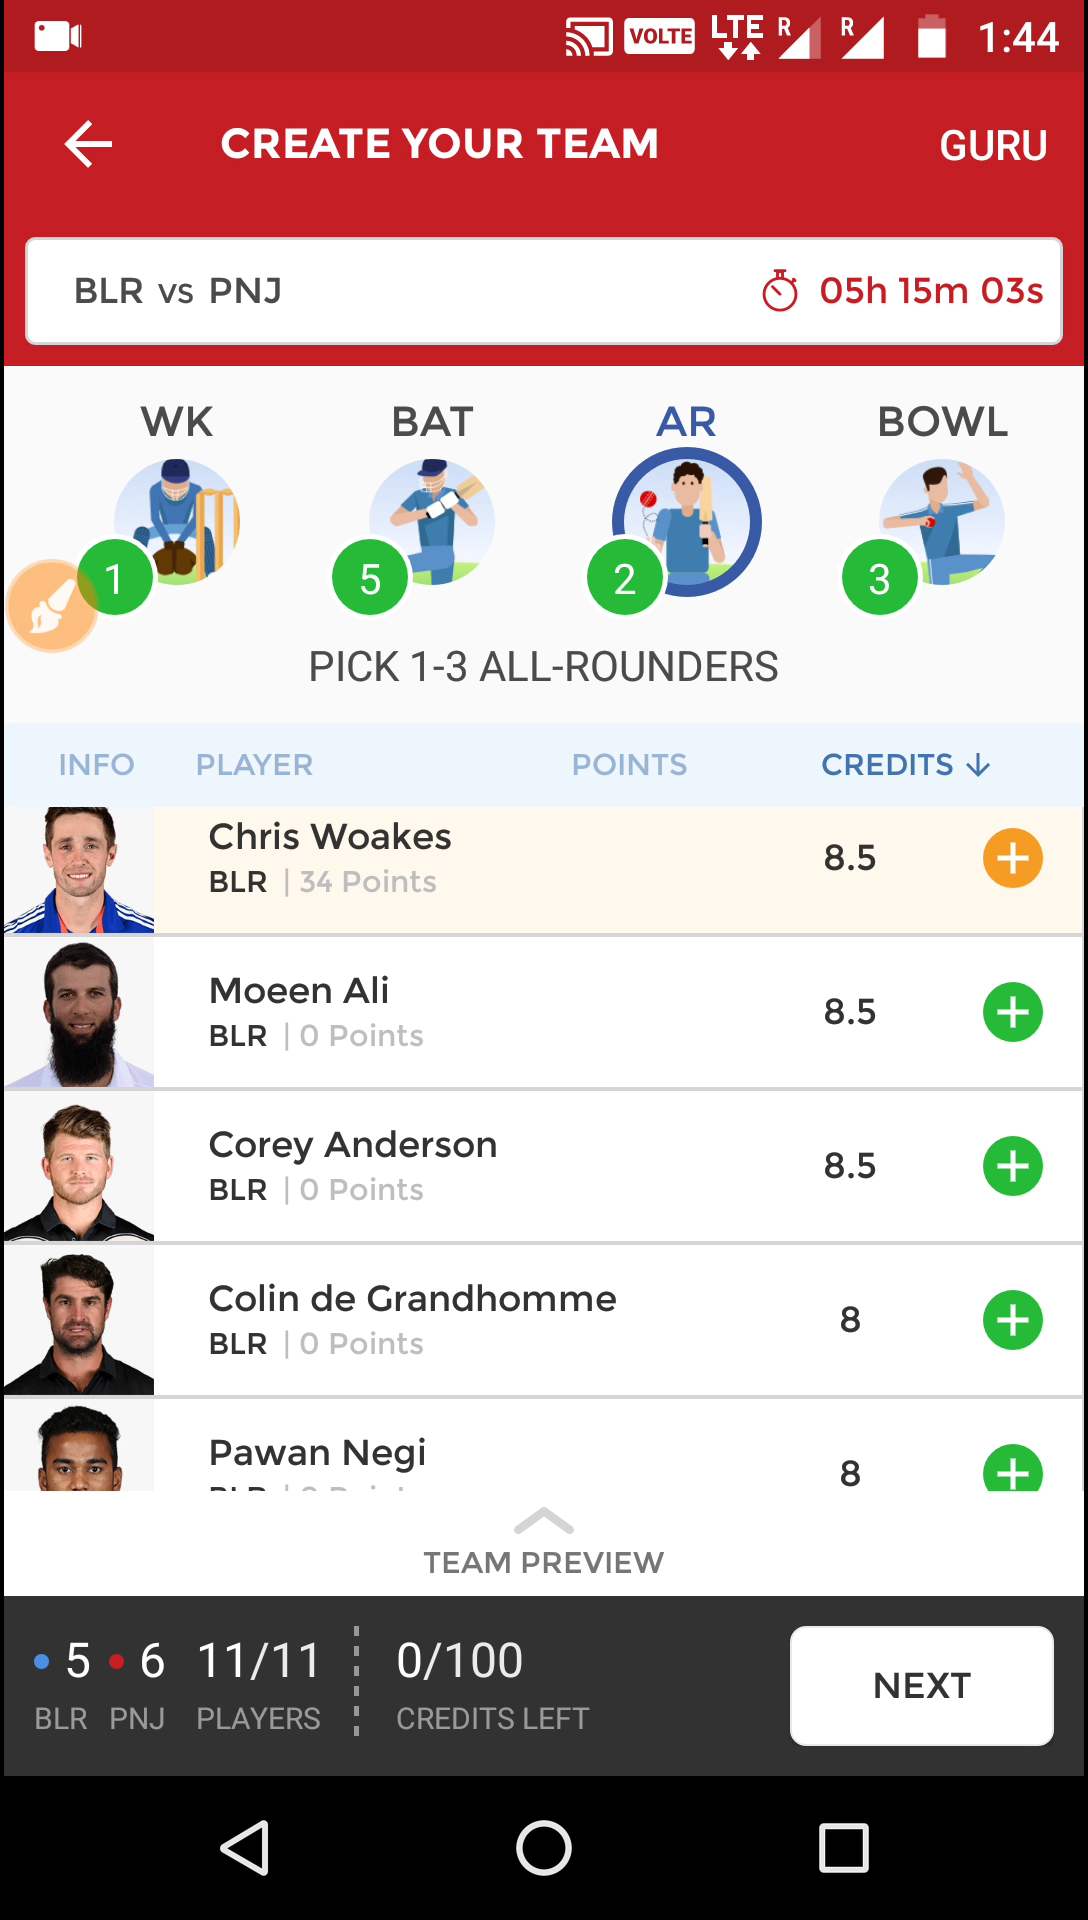 VOLTE LTE R R 1:44
CREATE YOUR TEAM GURU
BLR vs PNJ 05h 15m 03s
WK BAT AR BOWL
1 5 2 3
PICK 1-3 ALL-ROUNDERS
INFO PLAYER POINTS CREDITS
Chris Woakes
BLR | 34 Points
8.5
Moeen Ali
BLR | 0 Points
8.5
Corey Anderson
BLR | 0 Points
8.5
Colin de Grandhomme
BLR | 0 Points
8
Pawan Negi
8
TEAM PREVIEW
5 6 11/11 0/100
BLR PNJ PLAYERS CREDITS LEFT
NEXT